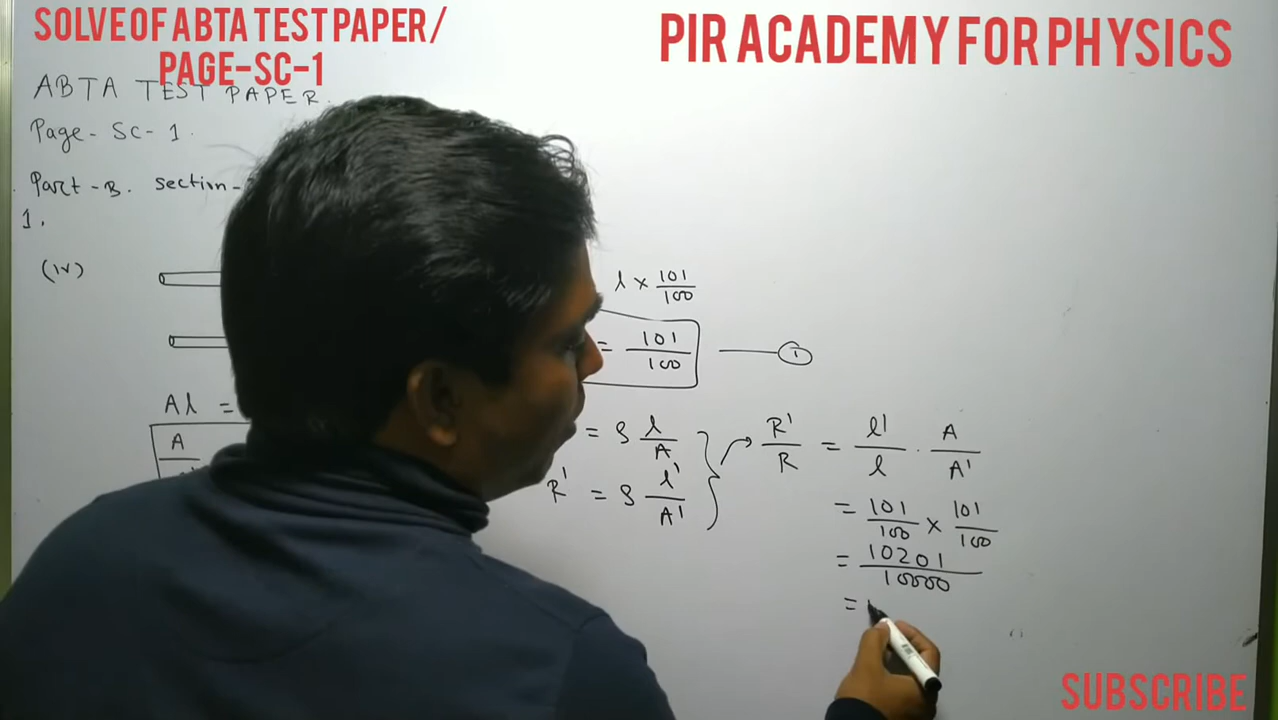 SOLVE OF ABTA TEST PAPER/
PAGE-SC-1
PIR ACADEMY FOR PHYSICS
ABTA TEST PAPER.
Page - SC - 1.
Part - B. section -
1.
(iv)
l × 101/100
= 101/100 —— ①
Al =
A
= ρ l/A
R' = ρ l'/A'
R'/R = l'/l · A/A'
= 101/100 × 101/100
= 10201/10000
=
SUBSCRIBE